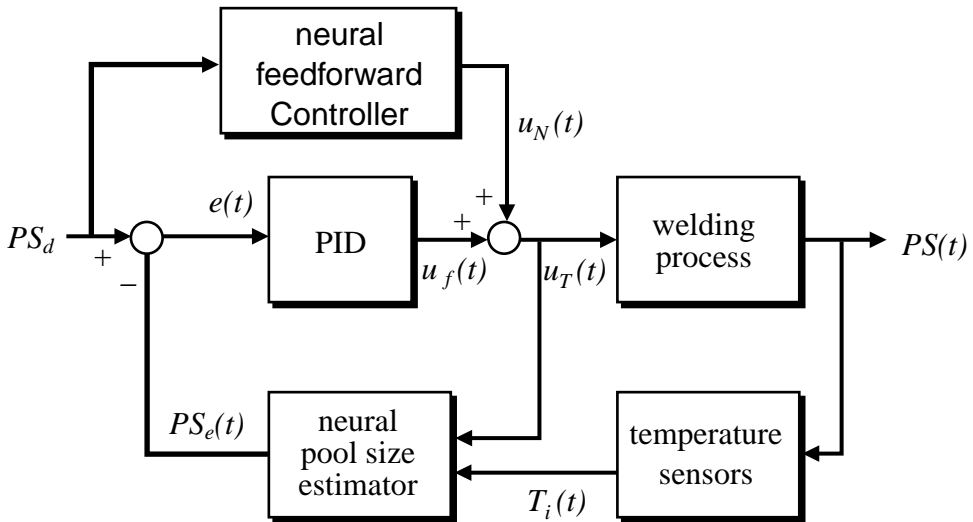 neural
feedforward
Controller
u_N(t)
PS_d
+
−
e(t)
PID
u_f(t)
+
+
u_T(t)
welding
process
PS(t)
PS_e(t)
neural
pool size
estimator
T_i(t)
temperature
sensors